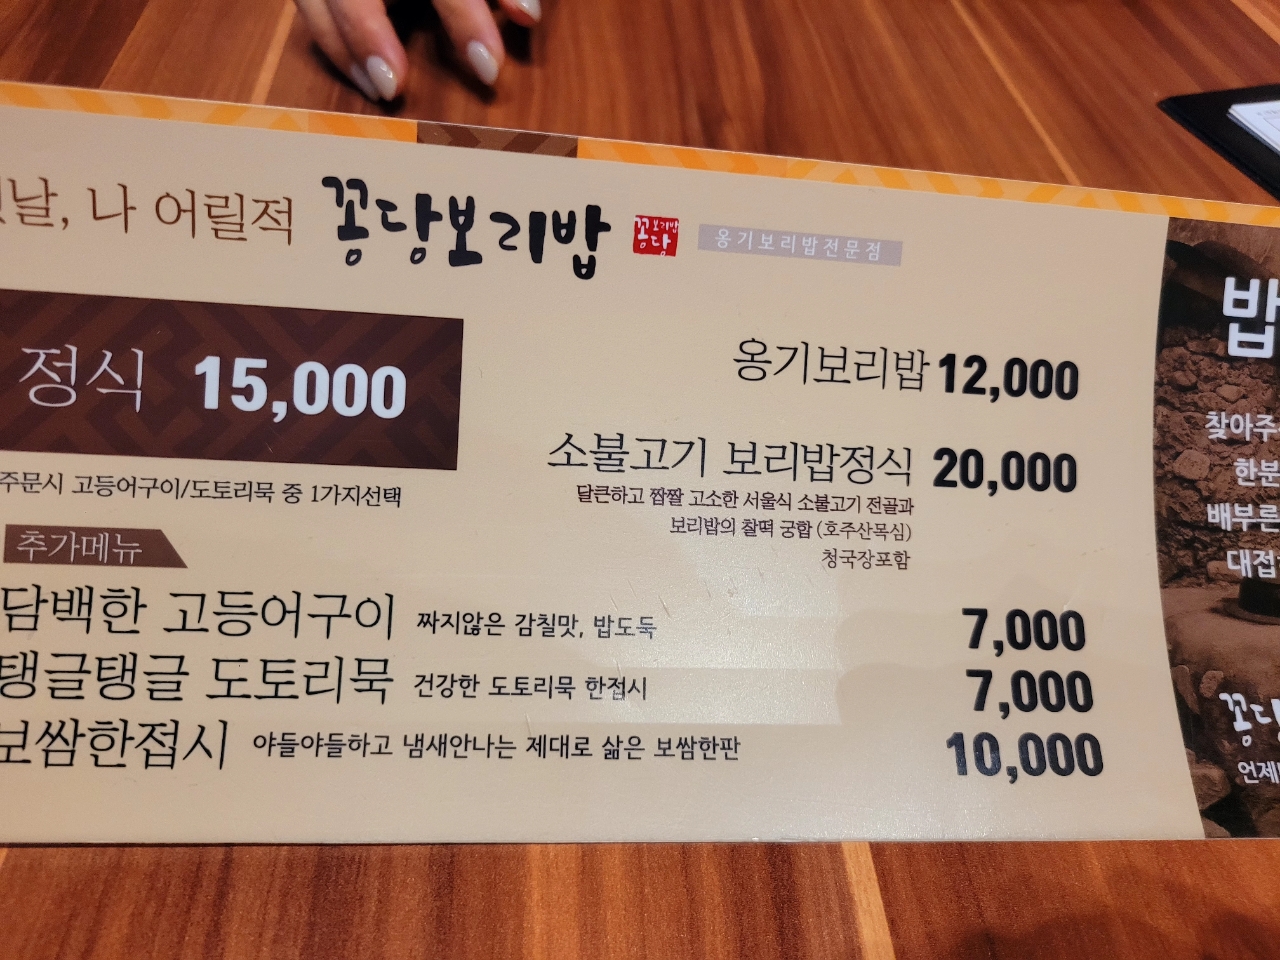 나 어릴적 꽁당보리밥 꽁당 보리밥 옹기보리밥전문점
정식 15,000
주문시 고등어구이/도토리묵 중 1가지선택
옹기보리밥 12,000
소불고기 보리밥정식 20,000
달큰하고 짭짤 고소한 서울식 소불고기 전골과
보리밥의 찰떡 궁합 (호주산목심)
청국장포함
추가메뉴
담백한 고등어구이 짜지않은 감칠맛, 밥도둑 7,000
탱글탱글 도토리묵 건강한 도토리묵 한접시 7,000
보쌈한접시 야들야들하고 냄새안나는 제대로 삶은 보쌈한판 10,000
밥
찾아주
한분
배부른
대접
꽁당
언제